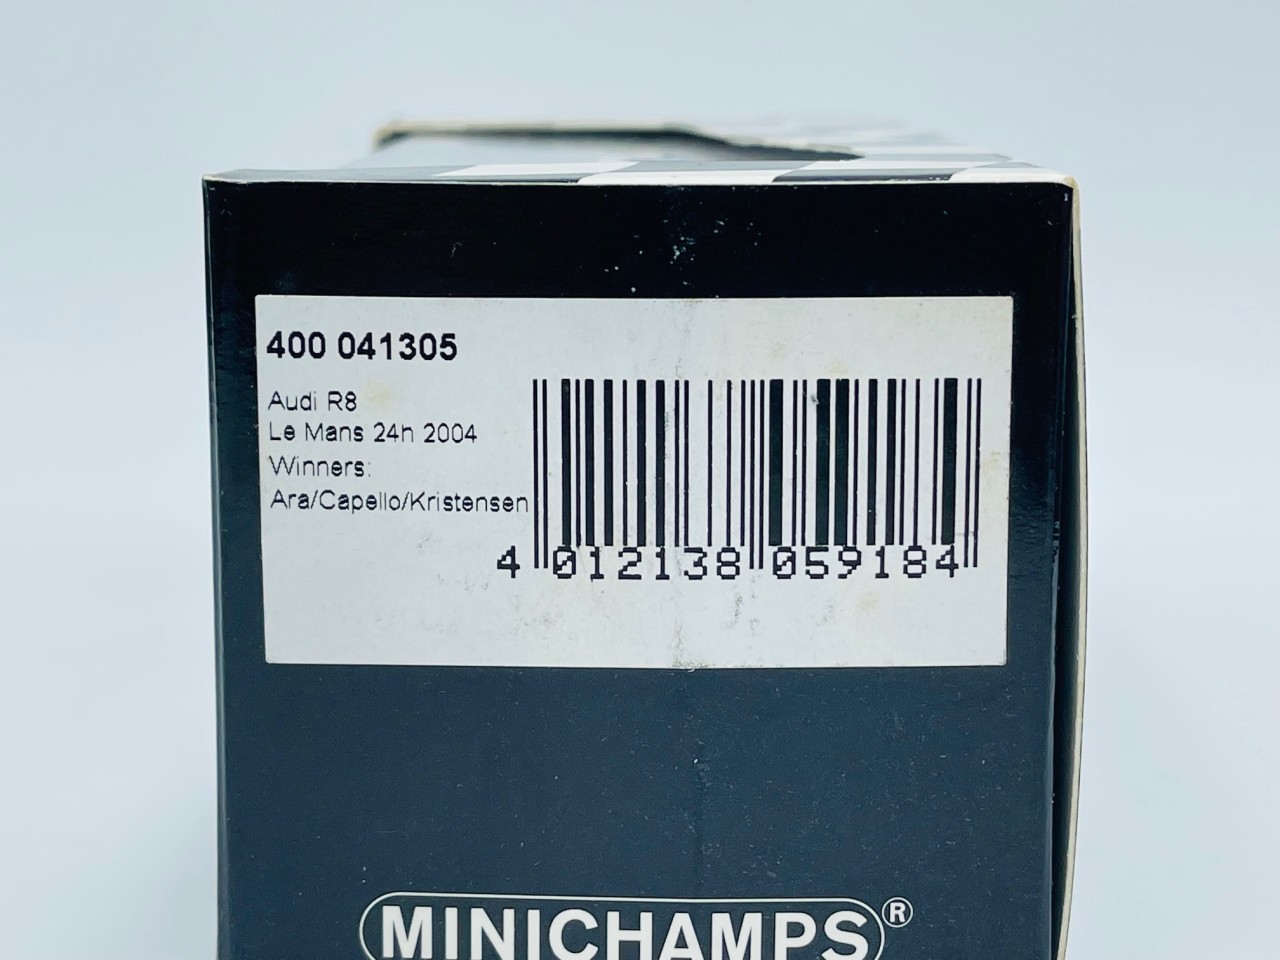 400 041305
Audi R8
Le Mans 24h 2004
Winners:
Ara/Capello/Kristensen
4 012138 059184
MINICHAMPS®